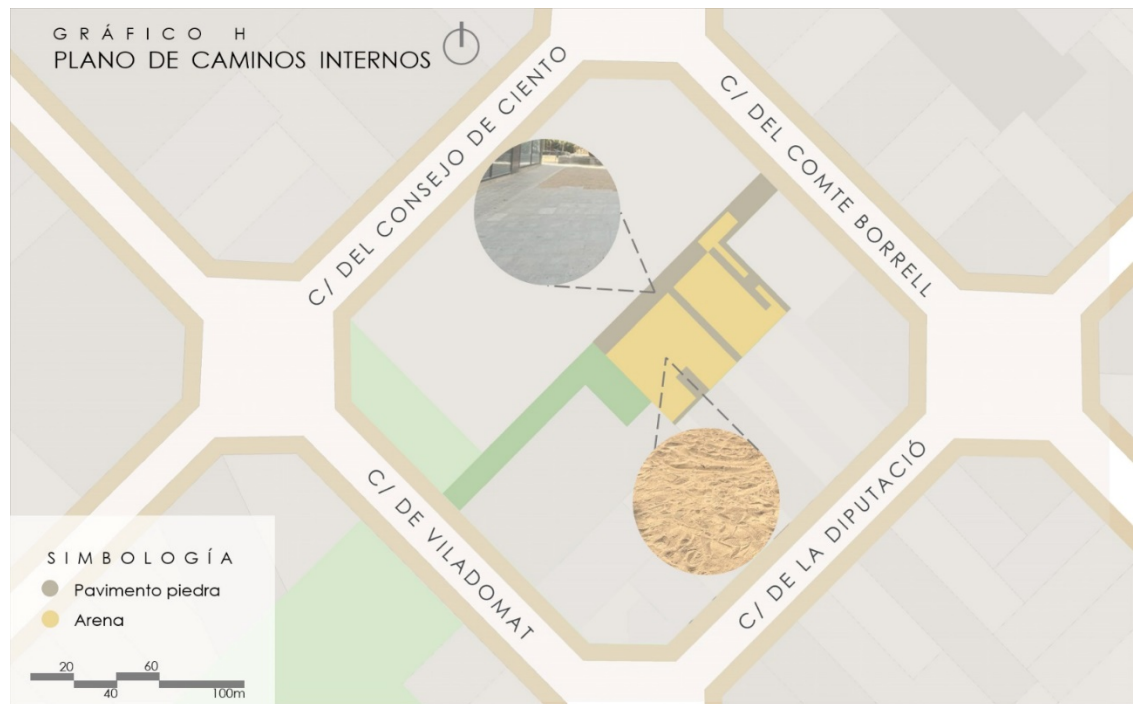 GRÁFICO H
PLANO DE CAMINOS INTERNOS
C/ DEL CONSEJO DE CIENTO
C/ DEL COMTE BORRELL
C/ DE VILADOMAT
C/ DE LA DIPUTACIÓ
SIMBOLOGÍA
Pavimento piedra
Arena
20 60
40 100m